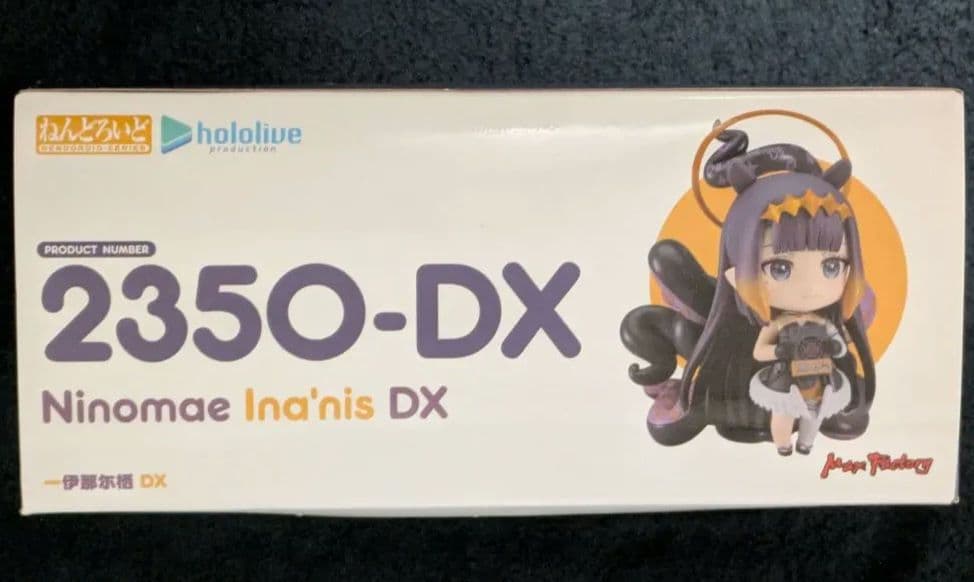 ねんどろいど
NENDOROID SERIES
hololive
production
PRODUCT NUMBER
2350-DX
Ninomae Ina'nis DX
一伊那尓栖 DX
Max Factory